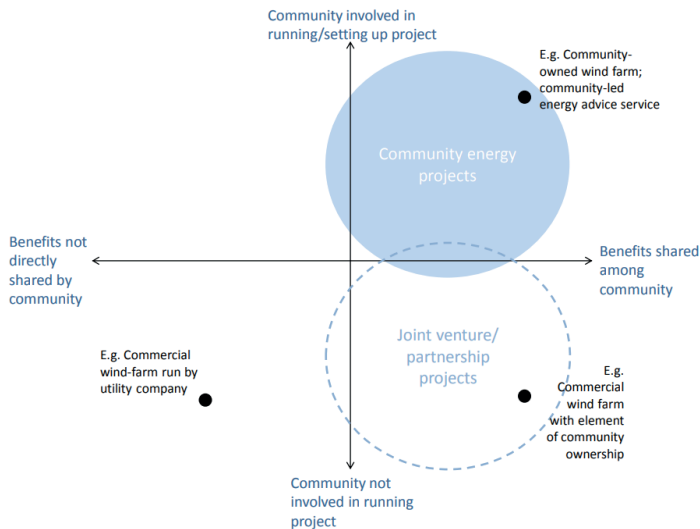 Community involved in
running/setting up project
E.g. Community-
owned wind farm;
community-led
energy advice service
Community energy
projects
Benefits not
directly
shared by
community
Benefits shared
among
community
Joint venture/
partnership
projects
E.g. Commercial
wind-farm run by
utility company
E.g.
Commercial
wind farm
with element
of community
ownership
Community not
involved in running
project